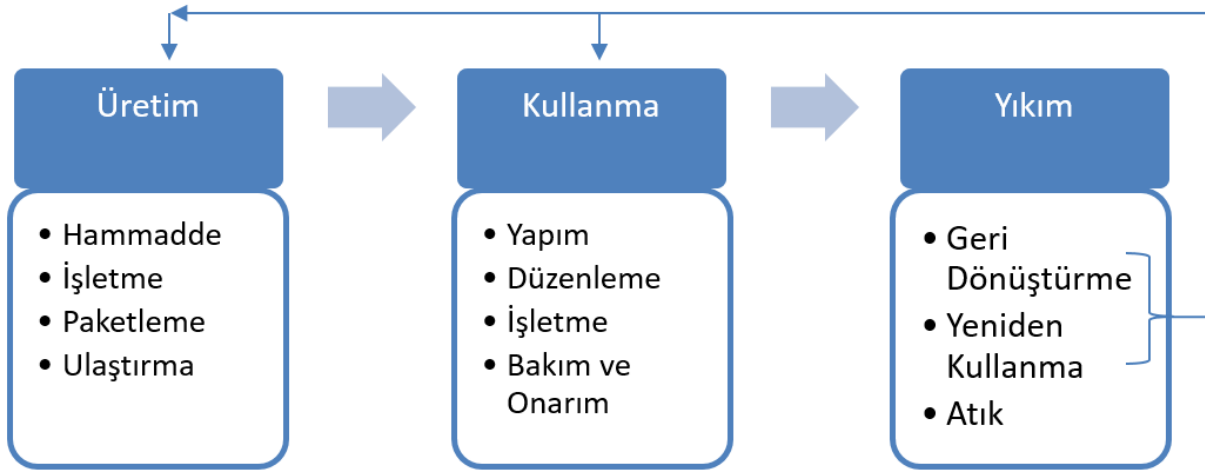 Üretim
• Hammadde
• İşletme
• Paketleme
• Ulaştırma
Kullanma
• Yapım
• Düzenleme
• İşletme
• Bakım ve
Onarım
Yıkım
• Geri
Dönüştürme
• Yeniden
Kullanma
• Atık